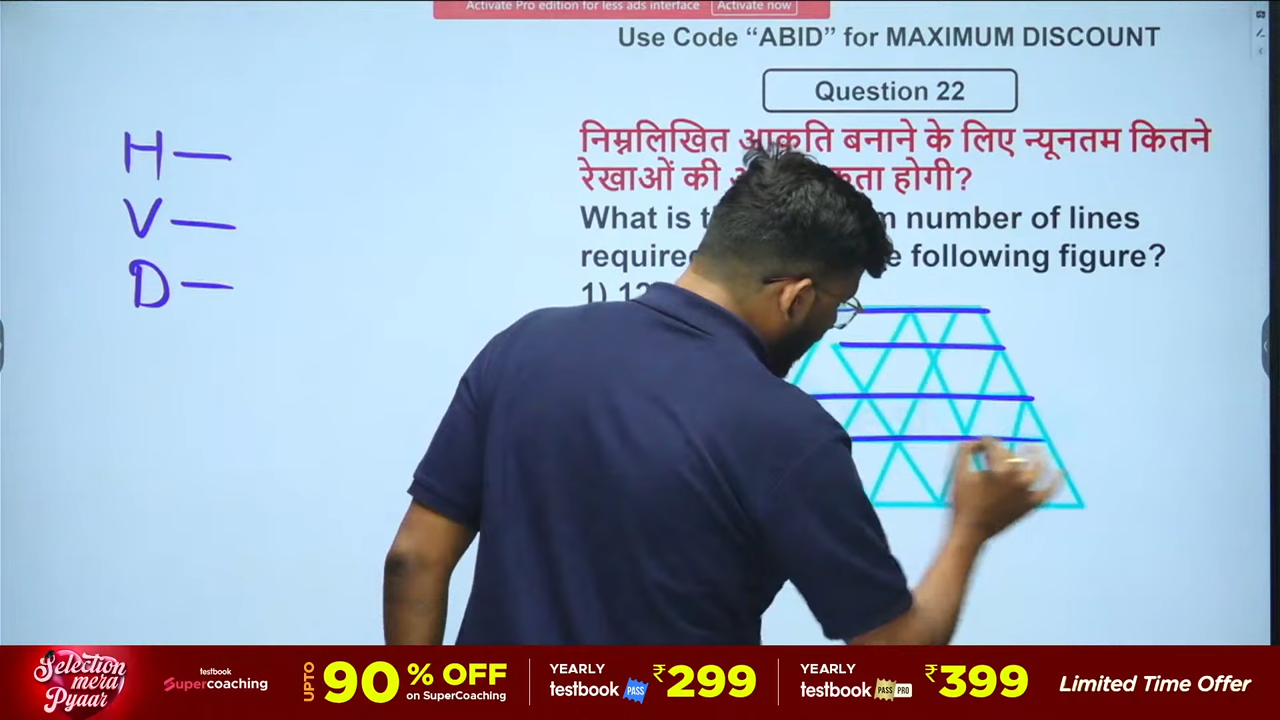 Activate Pro edition for less ads interface Activate now
Use Code “ABID” for MAXIMUM DISCOUNT
Question 22
निम्नलिखित आकृति बनाने के लिए न्यूनतम कितने
रेखाओं की होगी?
What is number of lines
following figure?
1)
H —
V —
D —
Selection mera Pyaar
testbook
Supercoaching
UPTO 90% OFF on SuperCoaching
YEARLY testbook PASS ₹299
YEARLY testbook PASS PRO ₹399
Limited Time Offer